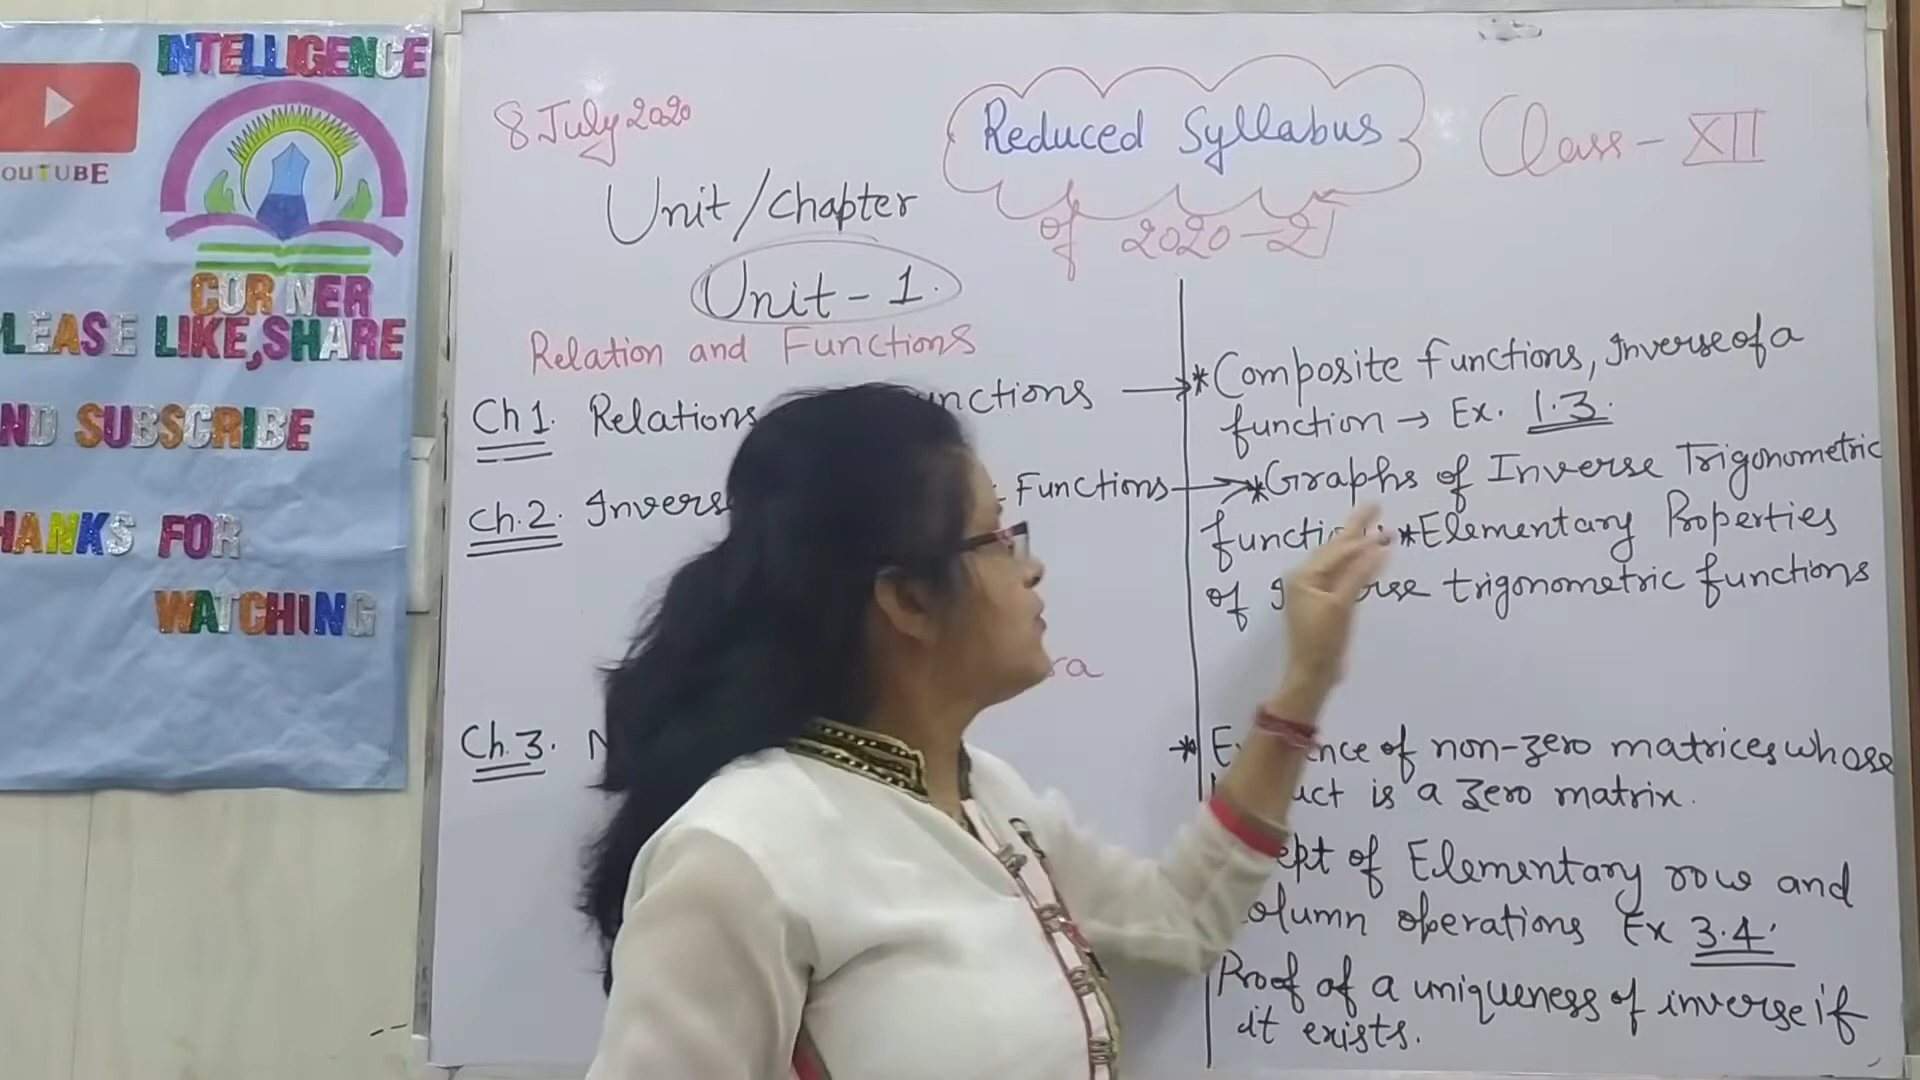 INTELLIGENCE
OUTUBE
CORNER
LEASE LIKE, SHARE
ND SUBSCRIBE
HANKS FOR
WATCHING
8 July 2020
Reduced Syllabus
of 2020-21
Class - XII
Unit/Chapter
Unit - 1.
Relation and Functions
Ch 1. Relations nctions
*Composite functions, Inverse of a
function → Ex. 1.3.
Ch.2. Invers Functions
*Graphs of Inverse Trigonometric
functi *Elementary Properties
of trigonometric functions
ra
Ch.3.
* nce of non-zero matrices whose
uct is a zero matrix.
ept of Elementary row and
olumn operations Ex 3.4.
Proof of a uniqueness of inverse if
it exists.